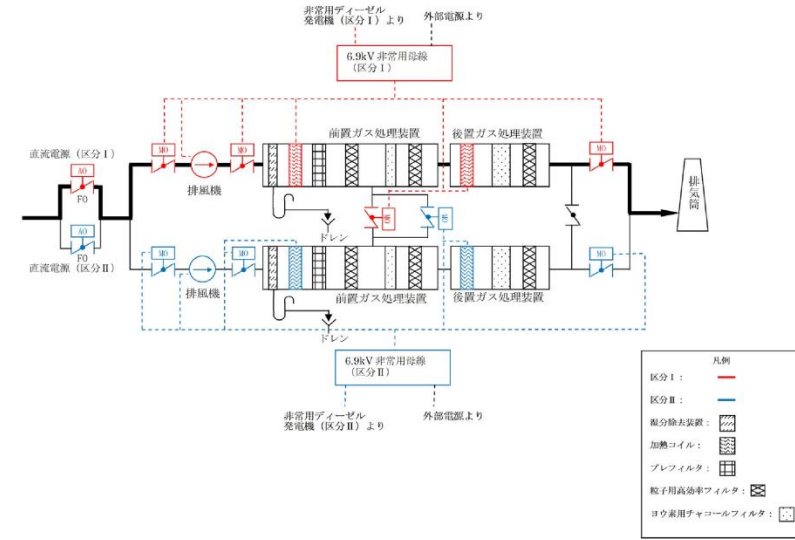 非常用ディーゼル
発電機（区分Ⅰ）より
外部電源より
6.9kV 非常用母線
（区分Ⅰ）
前置ガス処理装置
後置ガス処理装置
直流電源（区分Ⅰ）
MO
MO
MO
AO
FO
排風機
排気筒
MO
MO
ドレン
AO
FO
直流電源（区分Ⅱ）
MO
MO
MO
排風機
前置ガス処理装置
後置ガス処理装置
ドレン
6.9kV 非常用母線
（区分Ⅱ）
非常用ディーゼル
発電機（区分Ⅱ）より
外部電源より
凡例
区分Ⅰ：
区分Ⅱ：
湿分除去装置：
加熱コイル：
プレフィルタ：
粒子用高効率フィルタ：
ヨウ素用チャコールフィルタ：